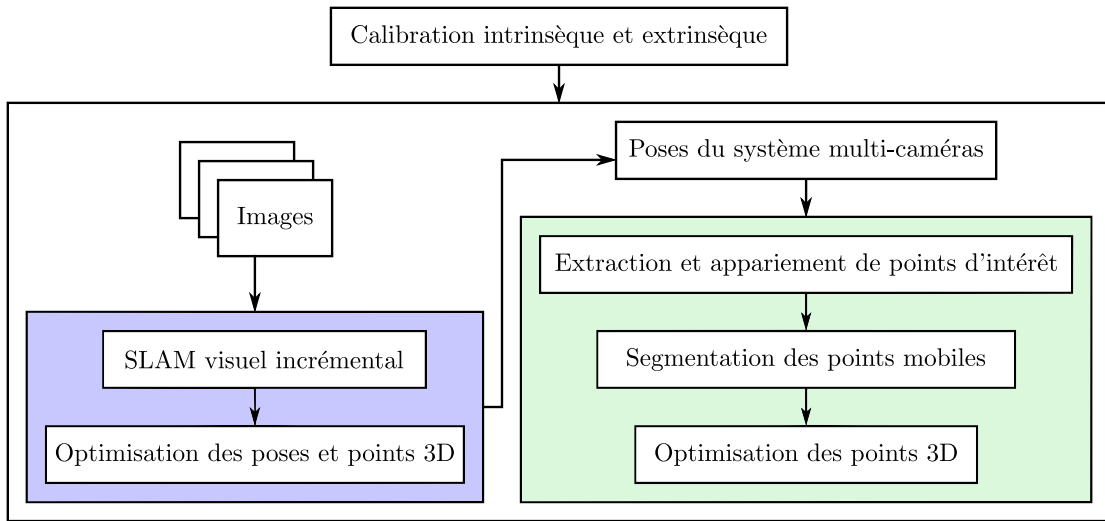 Calibration intrinsèque et extrinsèque
Images
SLAM visuel incrémental
Optimisation des poses et points 3D
Poses du système multi-caméras
Extraction et appariement de points d'intérêt
Segmentation des points mobiles
Optimisation des points 3D